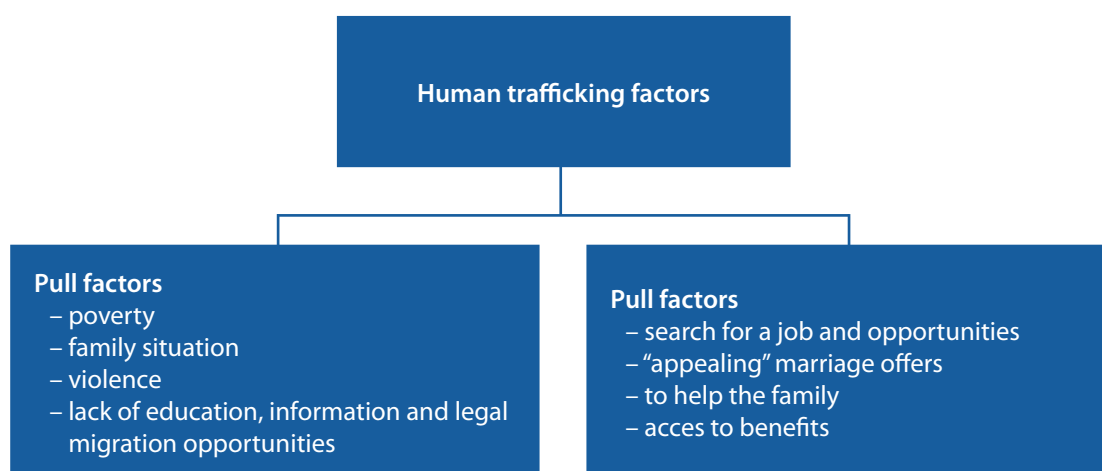 Human trafficking factors
Pull factors
– poverty
– family situation
– violence
– lack of education, information and legal
migration opportunities
Pull factors
– search for a job and opportunities
– “appealing” marriage offers
– to help the family
– acces to benefits